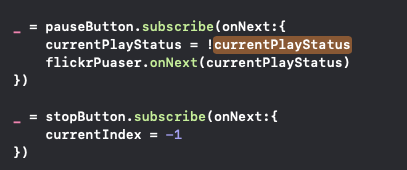 _ = pauseButton.subscribe(onNext:{
    currentPlayStatus = !currentPlayStatus
    flickrPuaser.onNext(currentPlayStatus)
})

_ = stopButton.subscribe(onNext:{
    currentIndex = -1
})